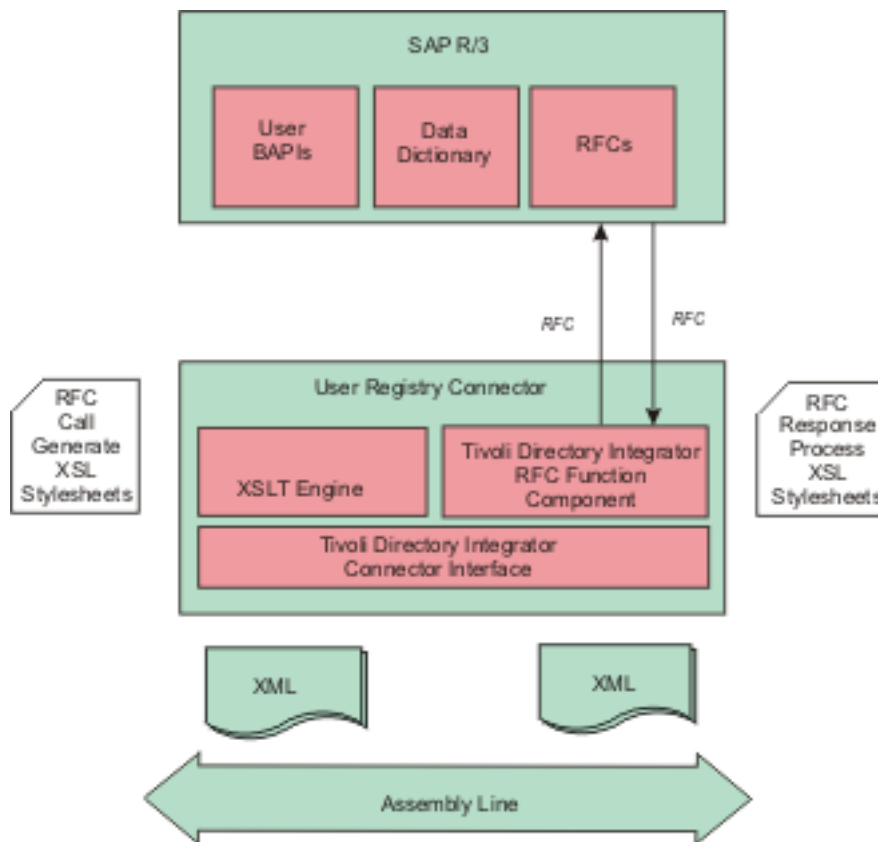 SAP R/3
User
BAPIs
Data
Dictionary
RFCs
RFC
RFC
User Registry Connector
RFC
Call
Generate
XSL
Stylesheets
XSLT Engine
Tivoli Directory Integrator
RFC Function
Component
Tivoli Directory Integrator
Connector Interface
RFC
Response
Process
XSL
Stylesheets
XML
XML
Assembly Line